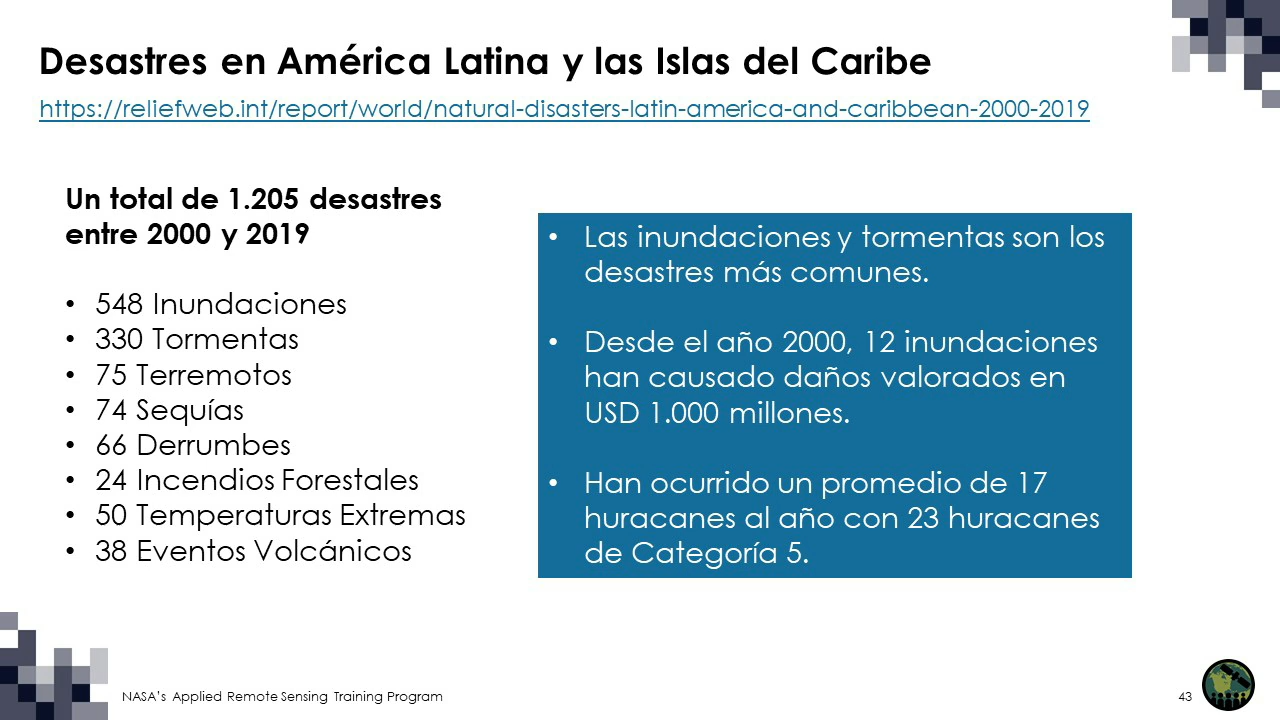 Desastres en América Latina y las Islas del Caribe
https://reliefweb.int/report/world/natural-disasters-latin-america-and-caribbean-2000-2019
Un total de 1.205 desastres
entre 2000 y 2019
• 548 Inundaciones
• 330 Tormentas
• 75 Terremotos
• 74 Sequías
• 66 Derrumbes
• 24 Incendios Forestales
• 50 Temperaturas Extremas
• 38 Eventos Volcánicos
• Las inundaciones y tormentas son los
desastres más comunes.
• Desde el año 2000, 12 inundaciones
han causado daños valorados en
USD 1.000 millones.
• Han ocurrido un promedio de 17
huracanes al año con 23 huracanes
de Categoría 5.
NASA's Applied Remote Sensing Training Program
43